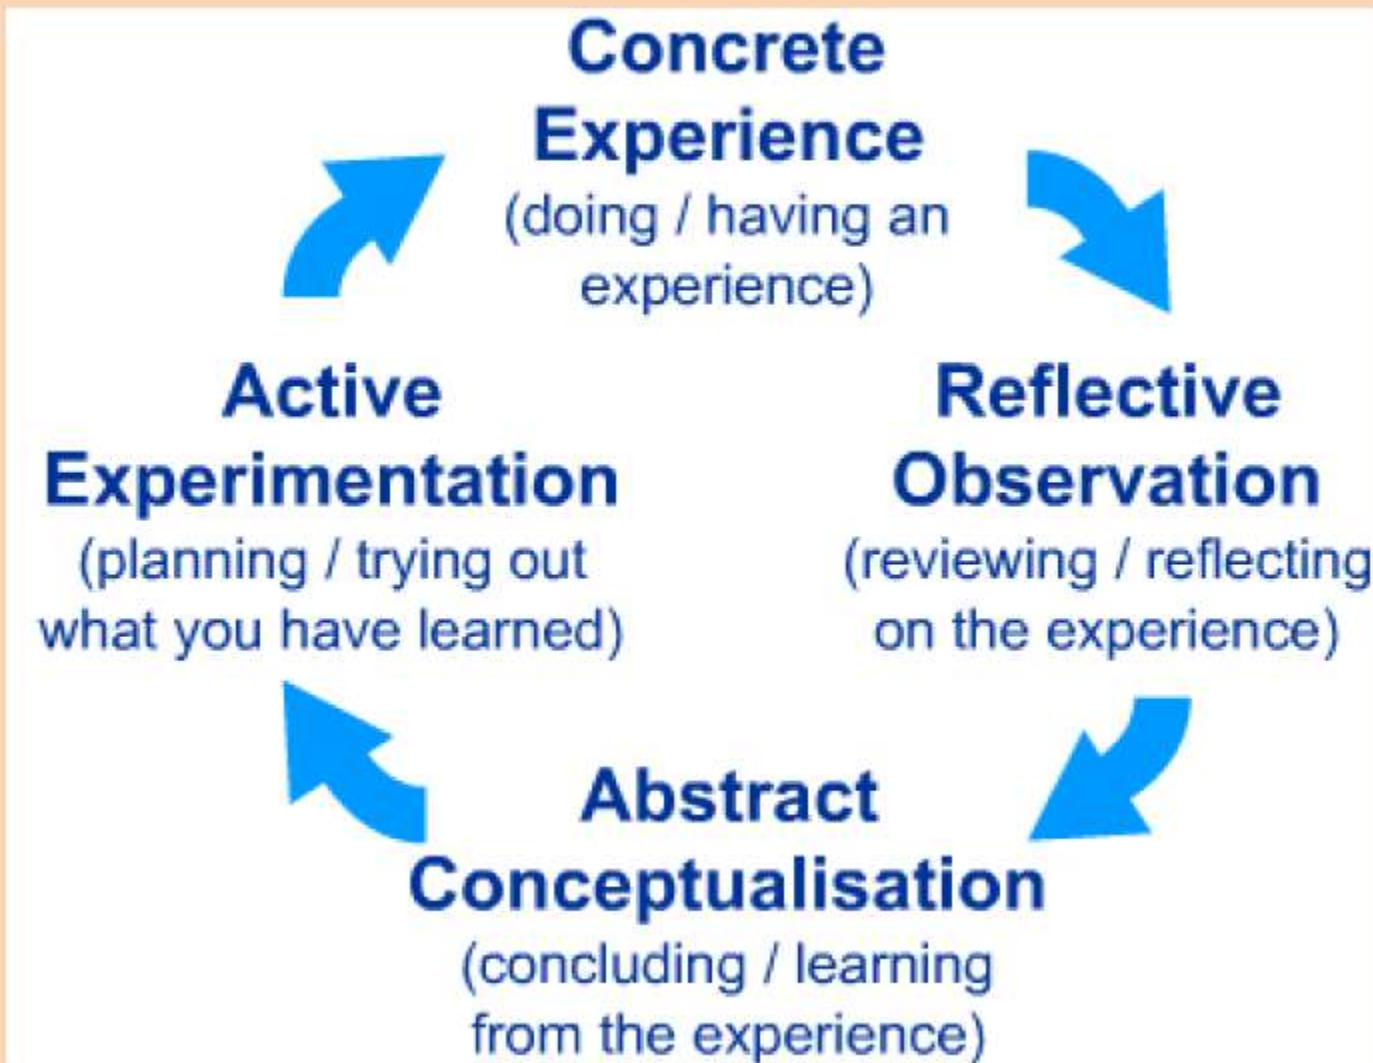 Concrete
Experience
(doing / having an
experience)
Reflective
Observation
(reviewing / reflecting
on the experience)
Abstract
Conceptualisation
(concluding / learning
from the experience)
Active
Experimentation
(planning / trying out
what you have learned)